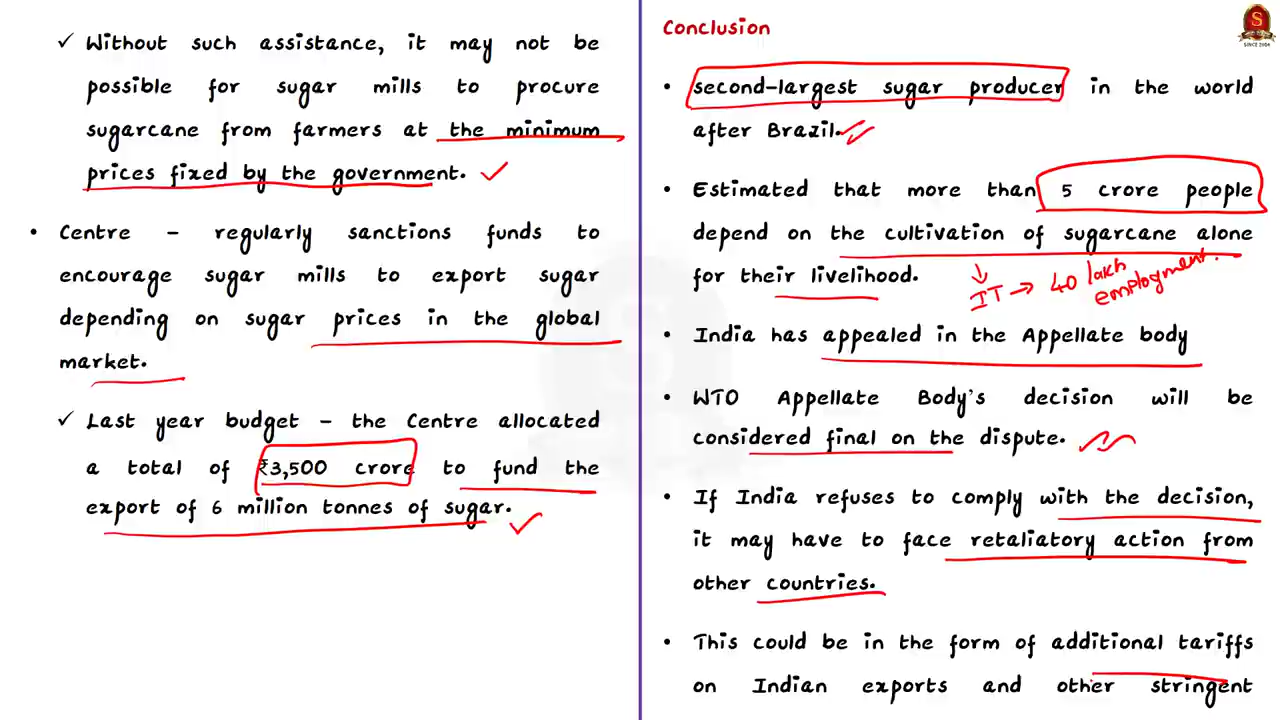 ✓ Without such assistance, it may not be
possible for sugar mills to procure
sugarcane from farmers at the minimum
prices fixed by the government.
• Centre – regularly sanctions funds to
encourage sugar mills to export sugar
depending on sugar prices in the global
market.
✓ Last year budget – the Centre allocated
a total of ₹3,500 crore to fund the
export of 6 million tonnes of sugar.
Conclusion
• second-largest sugar producer in the world
after Brazil.
• Estimated that more than 5 crore people
depend on the cultivation of sugarcane alone
for their livelihood.
IT → 40 lakh
employment.
• India has appealed in the Appellate body
• WTO Appellate Body's decision will be
considered final on the dispute.
• If India refuses to comply with the decision,
it may have to face retaliatory action from
other countries.
• This could be in the form of additional tariffs
on Indian exports and other stringent
S
SINCE 2004